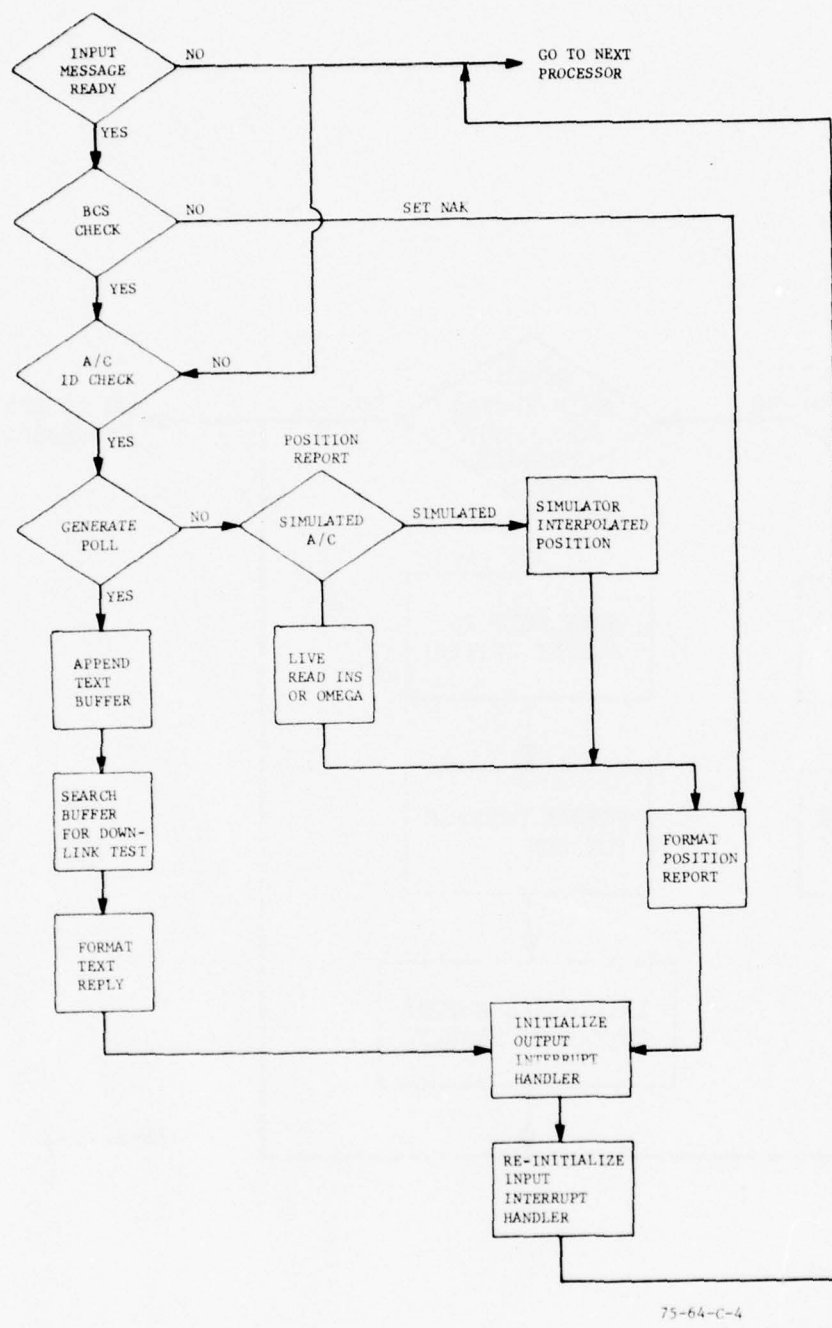 INPUT
MESSAGE
READY
NO
GO TO NEXT
PROCESSOR
YES
BCS
CHECK
NO
SET NAK
YES
A/C
ID CHECK
NO
YES
POSITION
REPORT
GENERATE
POLL
NO
SIMULATED
A/C
SIMULATED
SIMULATOR
INTERPOLATED
POSITION
YES
APPEND
TEXT
BUFFER
LIVE
READ INS
OR OMEGA
SEARCH
BUFFER
FOR DOWN-
LINK TEST
FORMAT
POSITION
REPORT
FORMAT
TEXT
REPLY
INITIALIZE
OUTPUT
INTERRUPT
HANDLER
RE-INITIALIZE
INPUT
INTERRUPT
HANDLER
75-64-C-4